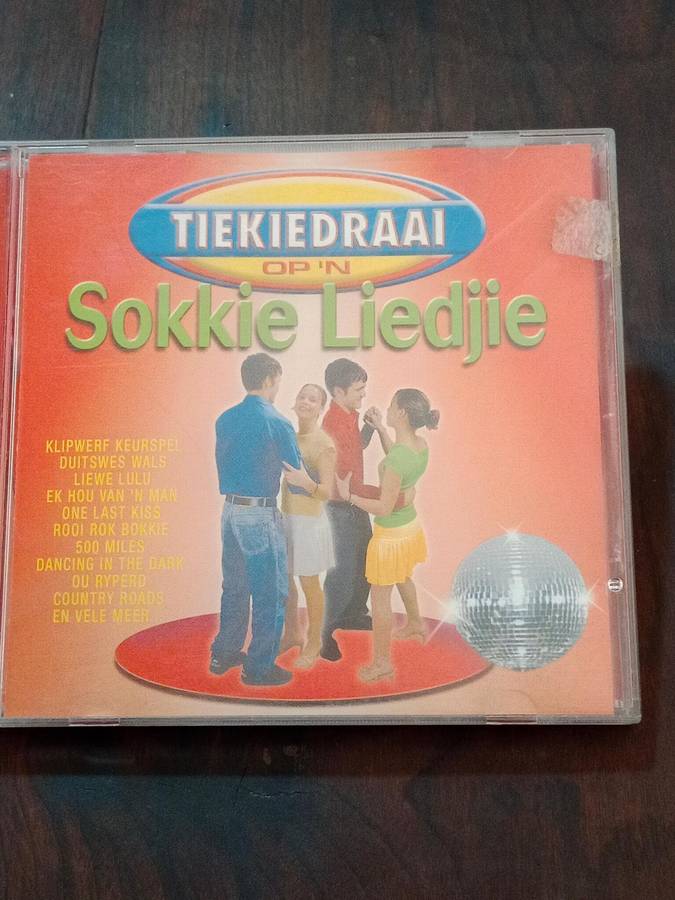 TIEKIEDRAAI
OP 'N
Sokkie Liedjie
KLIPWERF KEURSPEL
DUITSWES WALS
LIEWE LULU
EK HOU VAN 'N MAN
ONE LAST KISS
ROOI ROK BOKKIE
500 MILES
DANCING IN THE DARK
OU RYPERD
COUNTRY ROADS
EN VELE MEER...